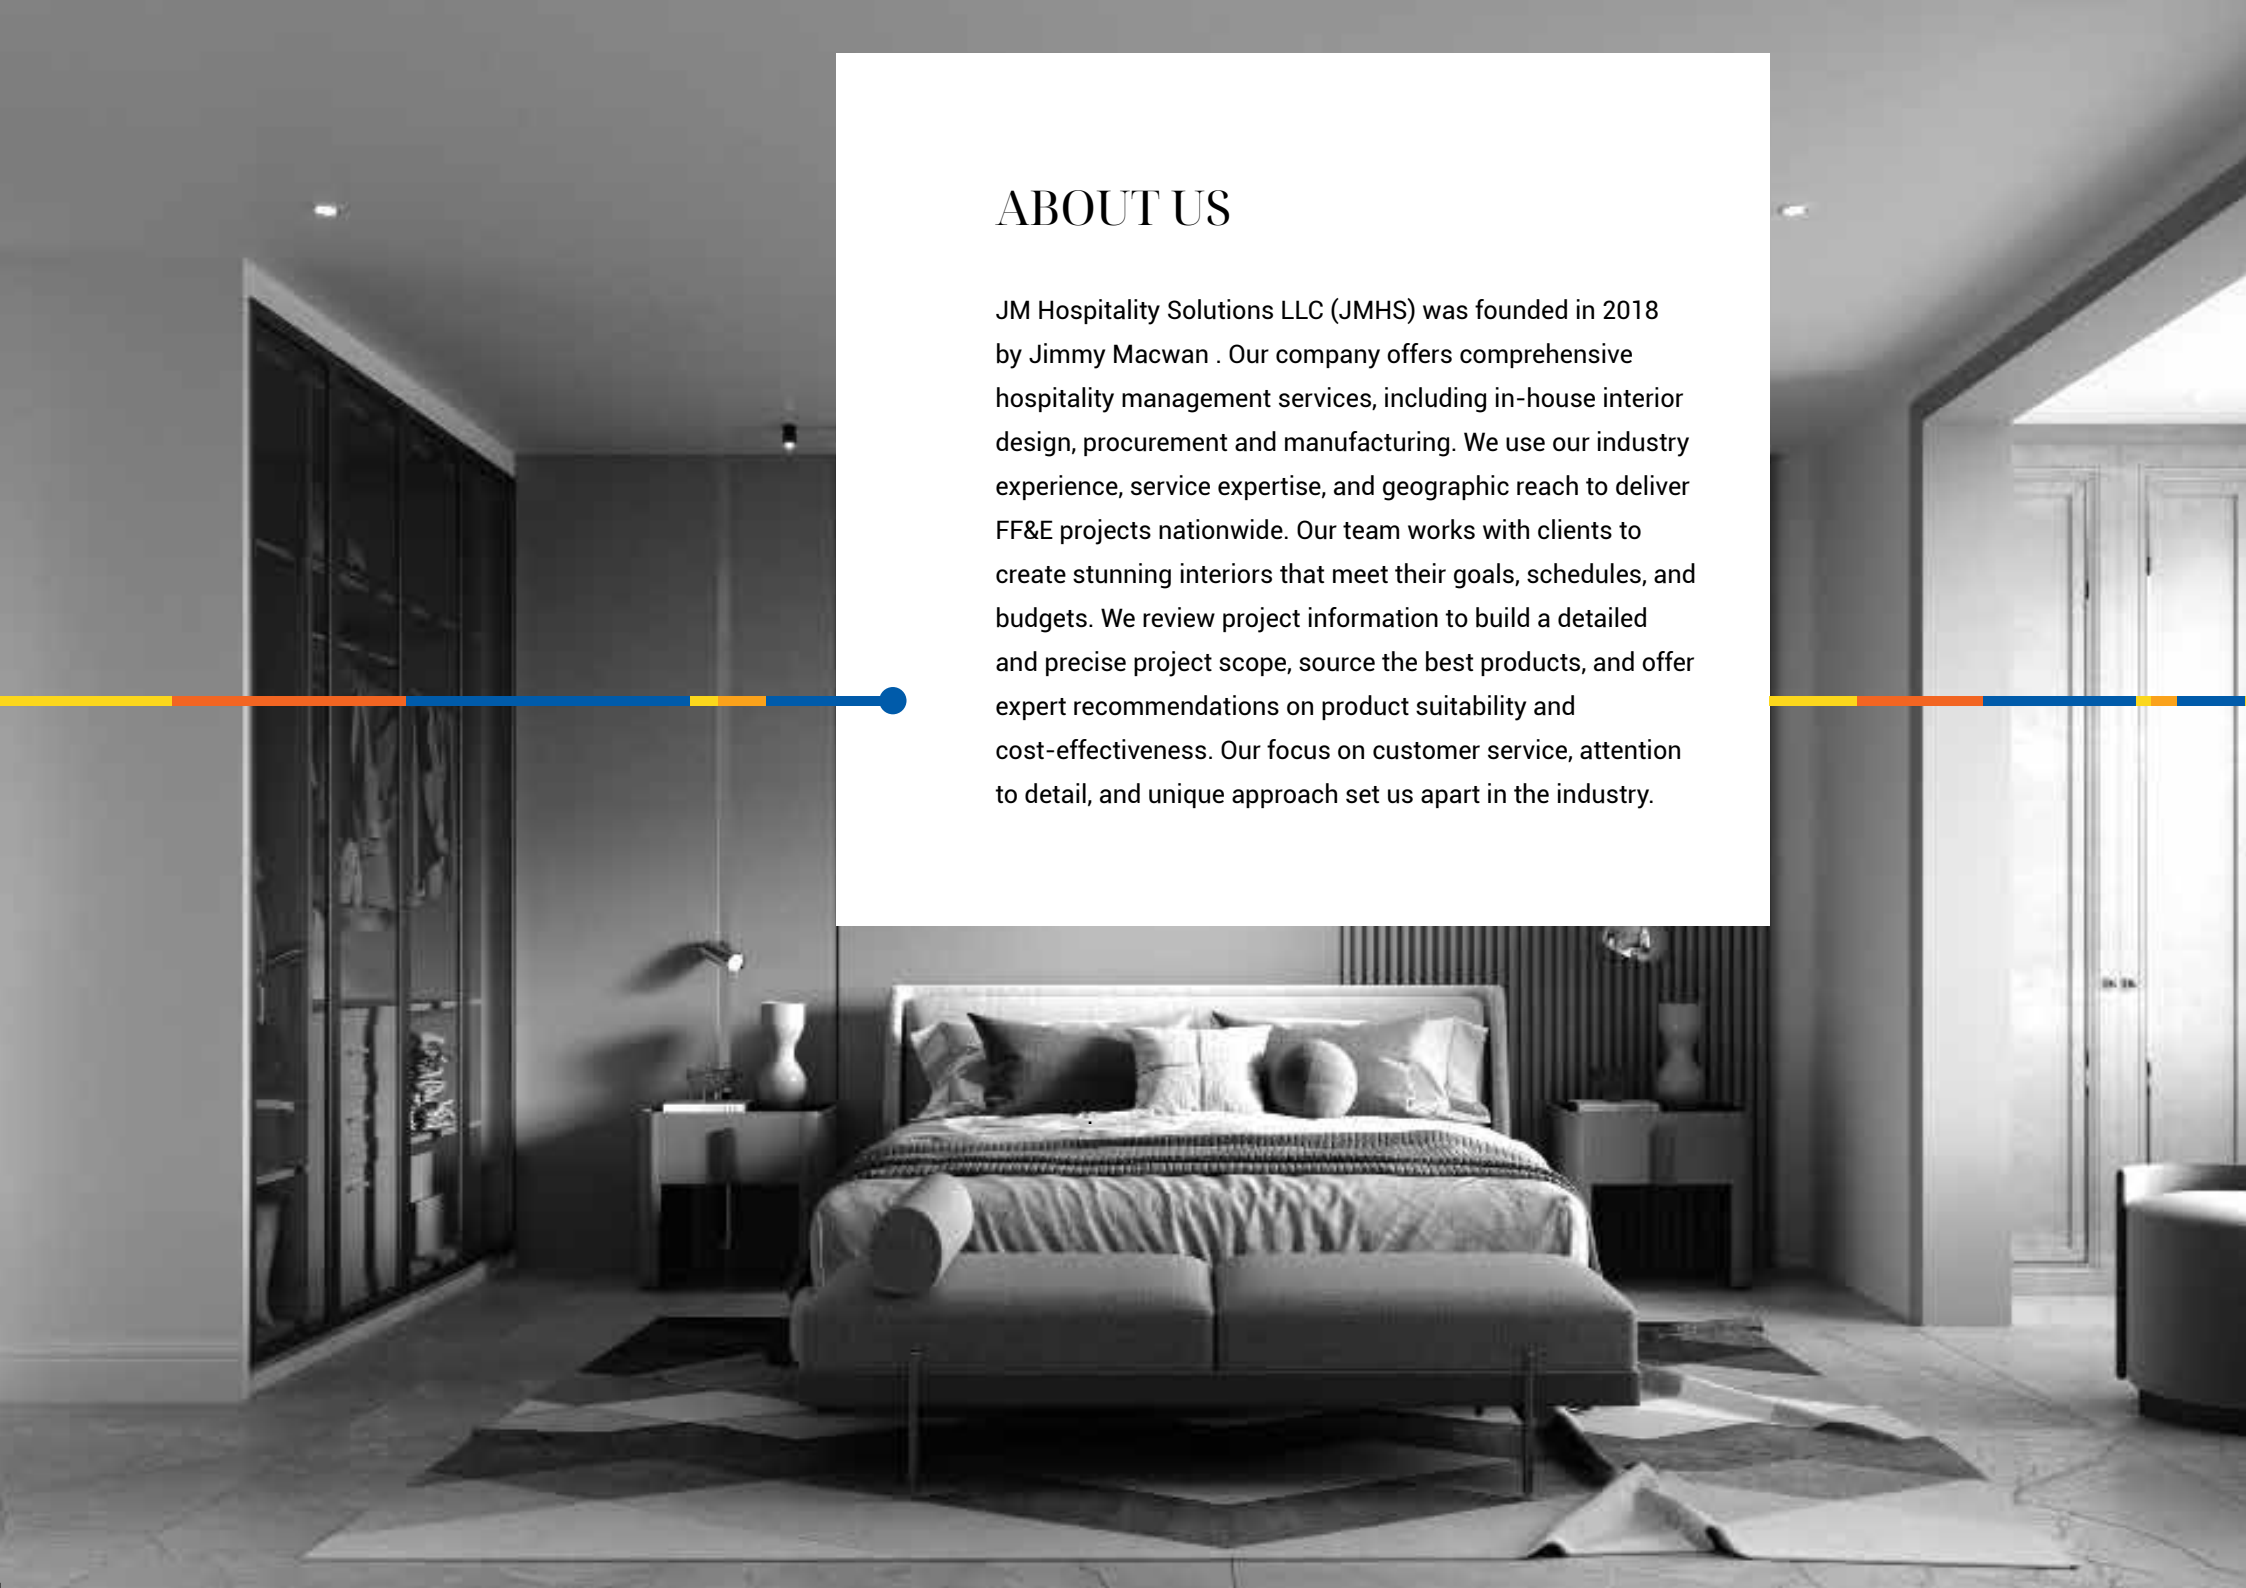 ABOUT US
JM Hospitality Solutions LLC (JMHS) was founded in 2018
by Jimmy Macwan . Our company offers comprehensive
hospitality management services, including in-house interior
design, procurement and manufacturing. We use our industry
experience, service expertise, and geographic reach to deliver
FF&E projects nationwide. Our team works with clients to
create stunning interiors that meet their goals, schedules, and
budgets. We review project information to build a detailed
and precise project scope, source the best products, and offer
expert recommendations on product suitability and
cost-effectiveness. Our focus on customer service, attention
to detail, and unique approach set us apart in the industry.